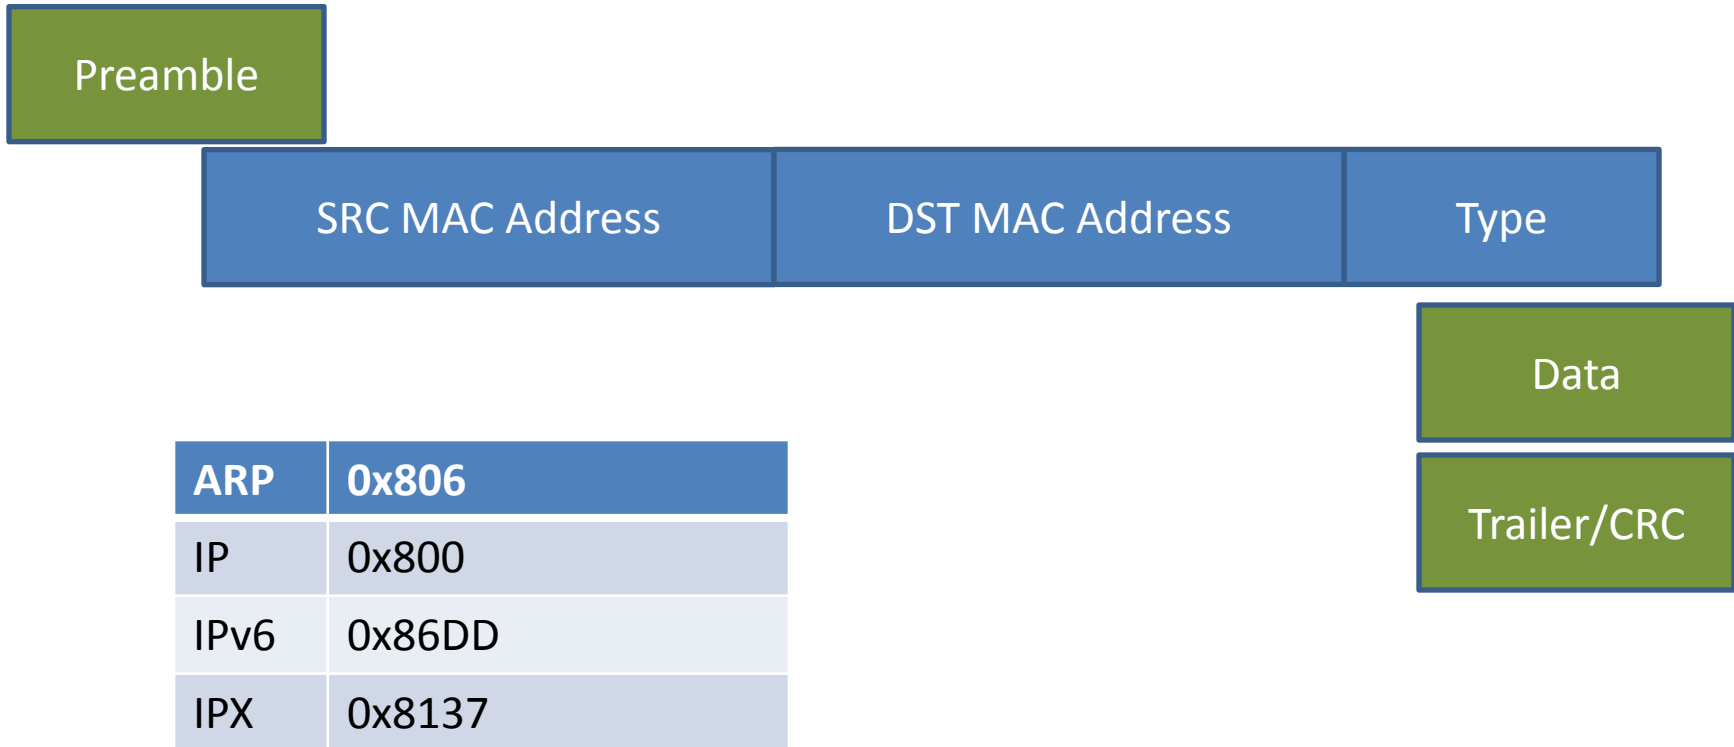 Preamble
SRC MAC Address DST MAC Address Type
Data
Trailer/CRC
ARP 0x806
IP 0x800
IPv6 0x86DD
IPX 0x8137